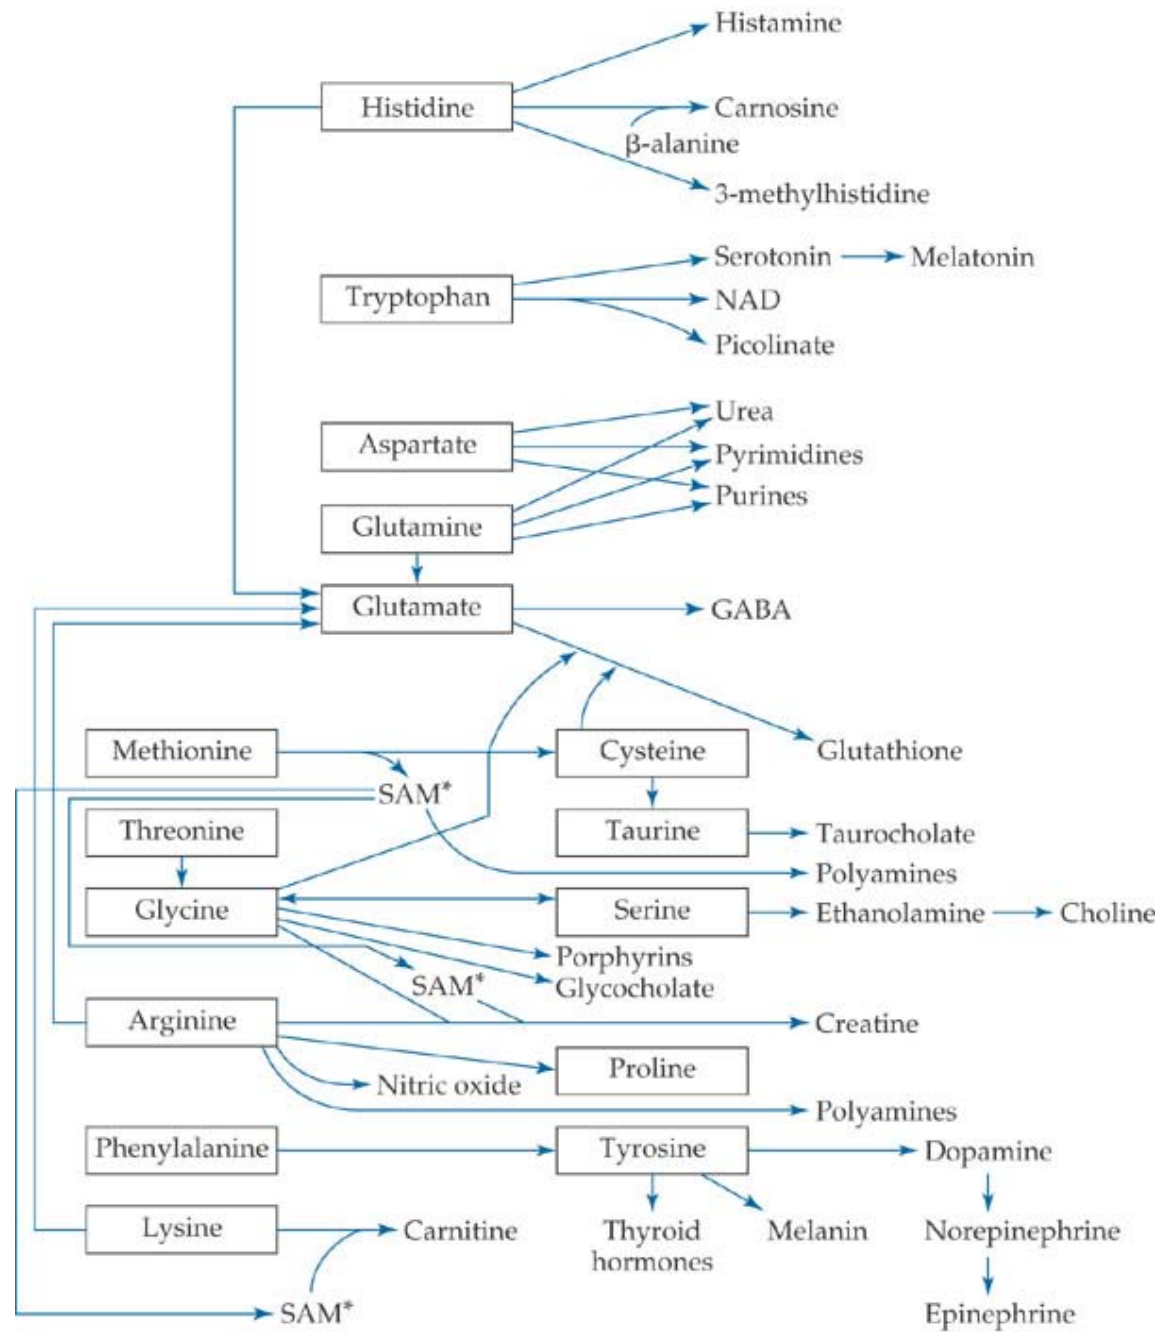 Histamine
Histidine
Carnosine
β-alanine
3-methylhistidine
Serotonin
Melatonin
Tryptophan
NAD
Picolinate
Urea
Aspartate
Pyrimidines
Purines
Glutamine
Glutamate
GABA
Methionine
Cysteine
Glutathione
SAM*
Threonine
Taurine
Taurocholate
Polyamines
Glycine
Serine
Ethanolamine
Choline
Porphyrins
SAM*
Glycocholate
Arginine
Creatine
Proline
Nitric oxide
Polyamines
Phenylalanine
Tyrosine
Dopamine
Lysine
Carnitine
Thyroid
hormones
Melanin
Norepinephrine
SAM*
Epinephrine